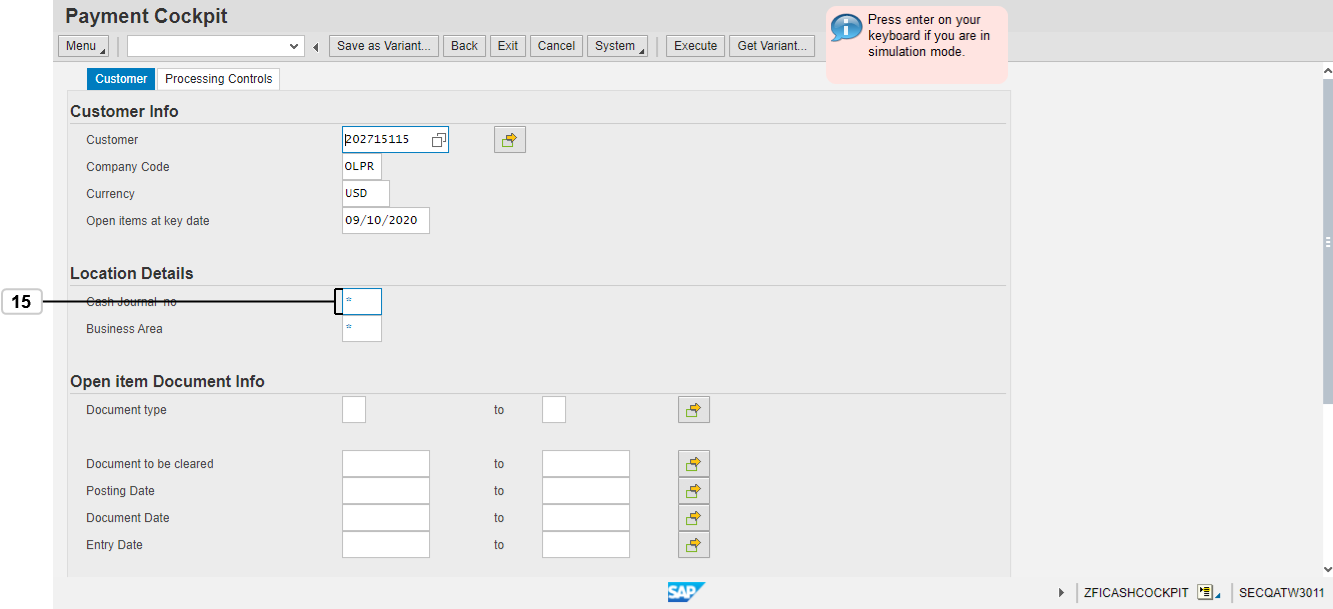 Payment Cockpit
Press enter on your
keyboard if you are in
simulation mode.
Menu
Save as Variant...
Back
Exit
Cancel
System
Execute
Get Variant...
Customer
Processing Controls
Customer Info
Customer 202715115
Company Code OLPR
Currency USD
Open items at key date 09/10/2020
Location Details
15
Cash Journal no *
Business Area *
Open item Document Info
Document type to
Document to be cleared to
Posting Date to
Document Date to
Entry Date to
SAP
ZFICASHCOCKPIT
SECQATW3011